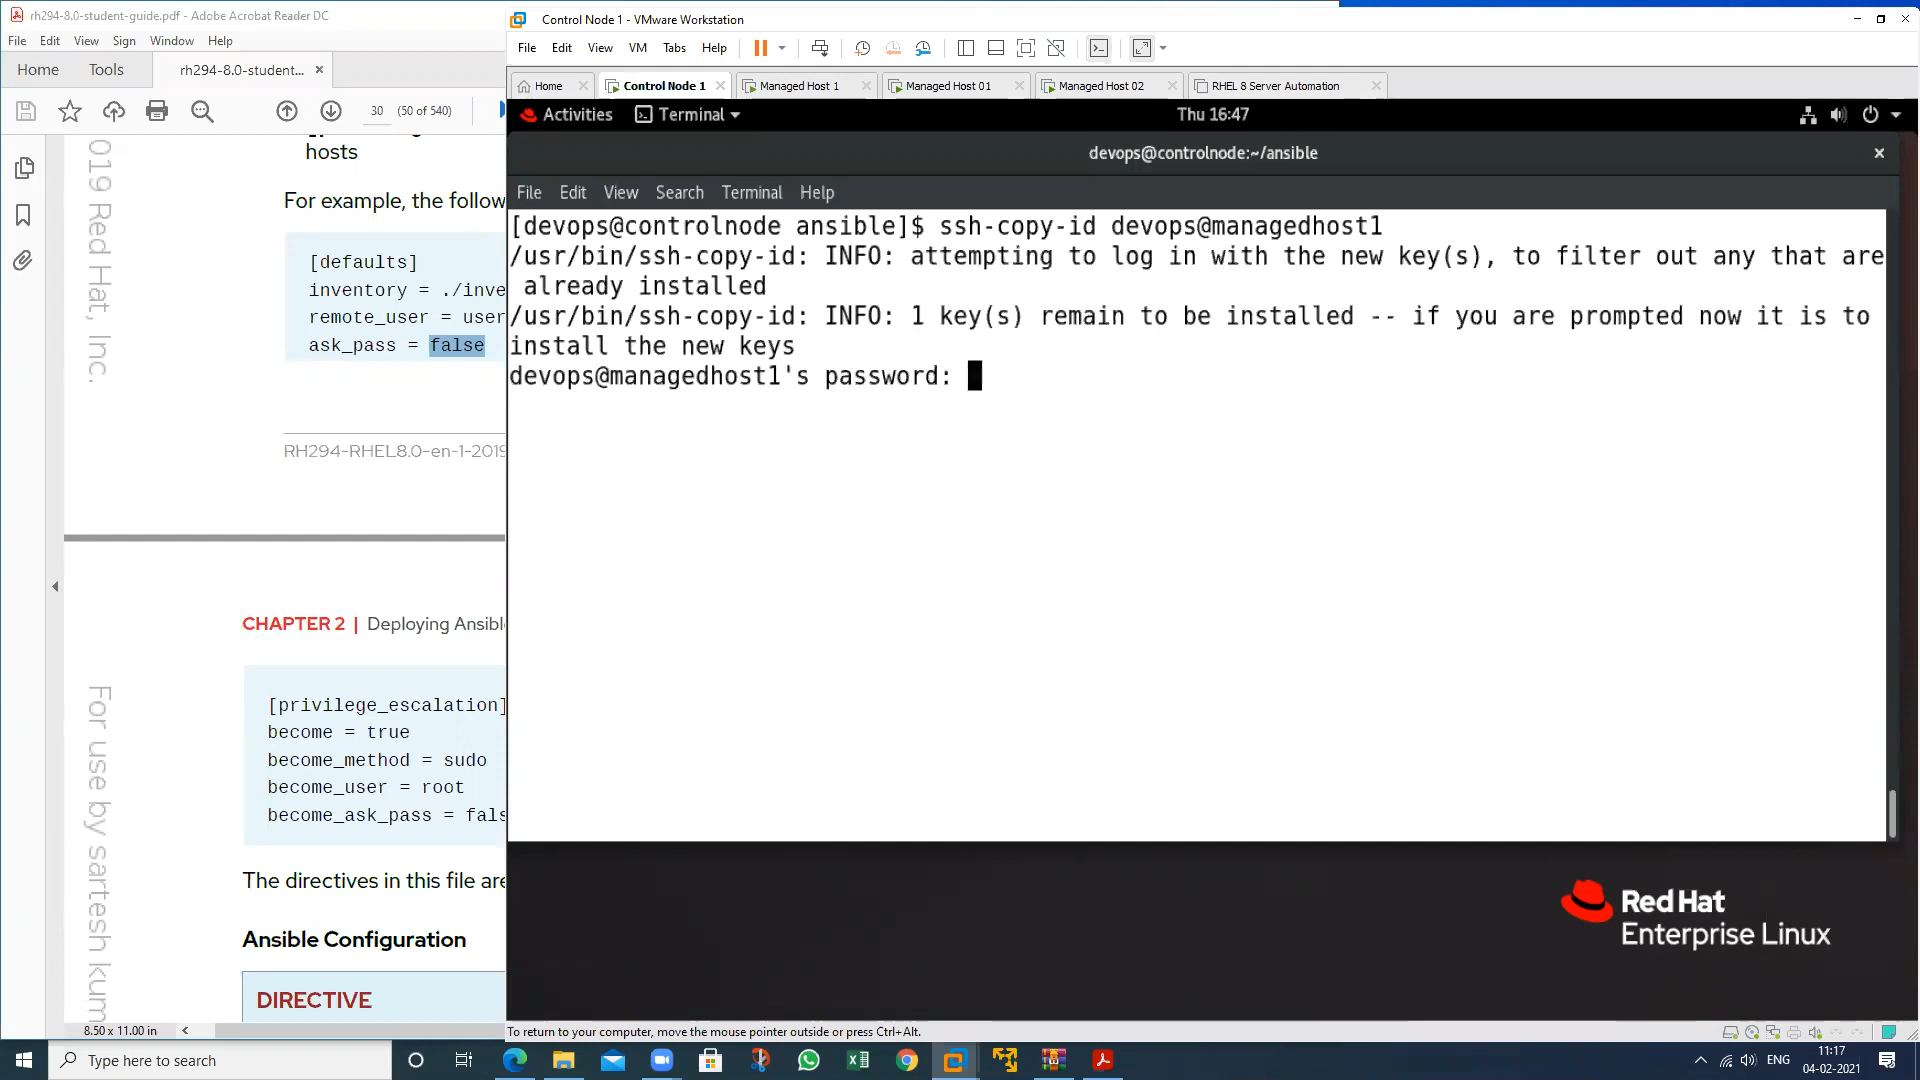 rh294-8.0-student-guide.pdf - Adobe Acrobat Reader DC
File Edit View Sign Window Help
Home Tools rh294-8.0-student... ×
30 (50 of 540)
hosts
For example, the follow
[defaults]
inventory = ./inve
remote_user = user
ask_pass = false
RH294-RHEL8.0-en-1-2019
019 Red Hat, Inc.
CHAPTER 2 | Deploying Ansibl
[privilege_escalation]
become = true
become_method = sudo
become_user = root
become_ask_pass = fals
The directives in this file are
Ansible Configuration
DIRECTIVE
For use by sartesh kum
8.50 x 11.00 in
Control Node 1 - VMware Workstation
File Edit View VM Tabs Help
Home Control Node 1 Managed Host 1 Managed Host 01 Managed Host 02 RHEL 8 Server Automation
Activities Terminal Thu 16:47
devops@controlnode:~/ansible
File Edit View Search Terminal Help
[devops@controlnode ansible]$ ssh-copy-id devops@managedhost1
/usr/bin/ssh-copy-id: INFO: attempting to log in with the new key(s), to filter out any that are
already installed
/usr/bin/ssh-copy-id: INFO: 1 key(s) remain to be installed -- if you are prompted now it is to
install the new keys
devops@managedhost1's password:
Red Hat
Enterprise Linux
To return to your computer, move the mouse pointer outside or press Ctrl+Alt.
Type here to search
ENG
11:17
04-02-2021